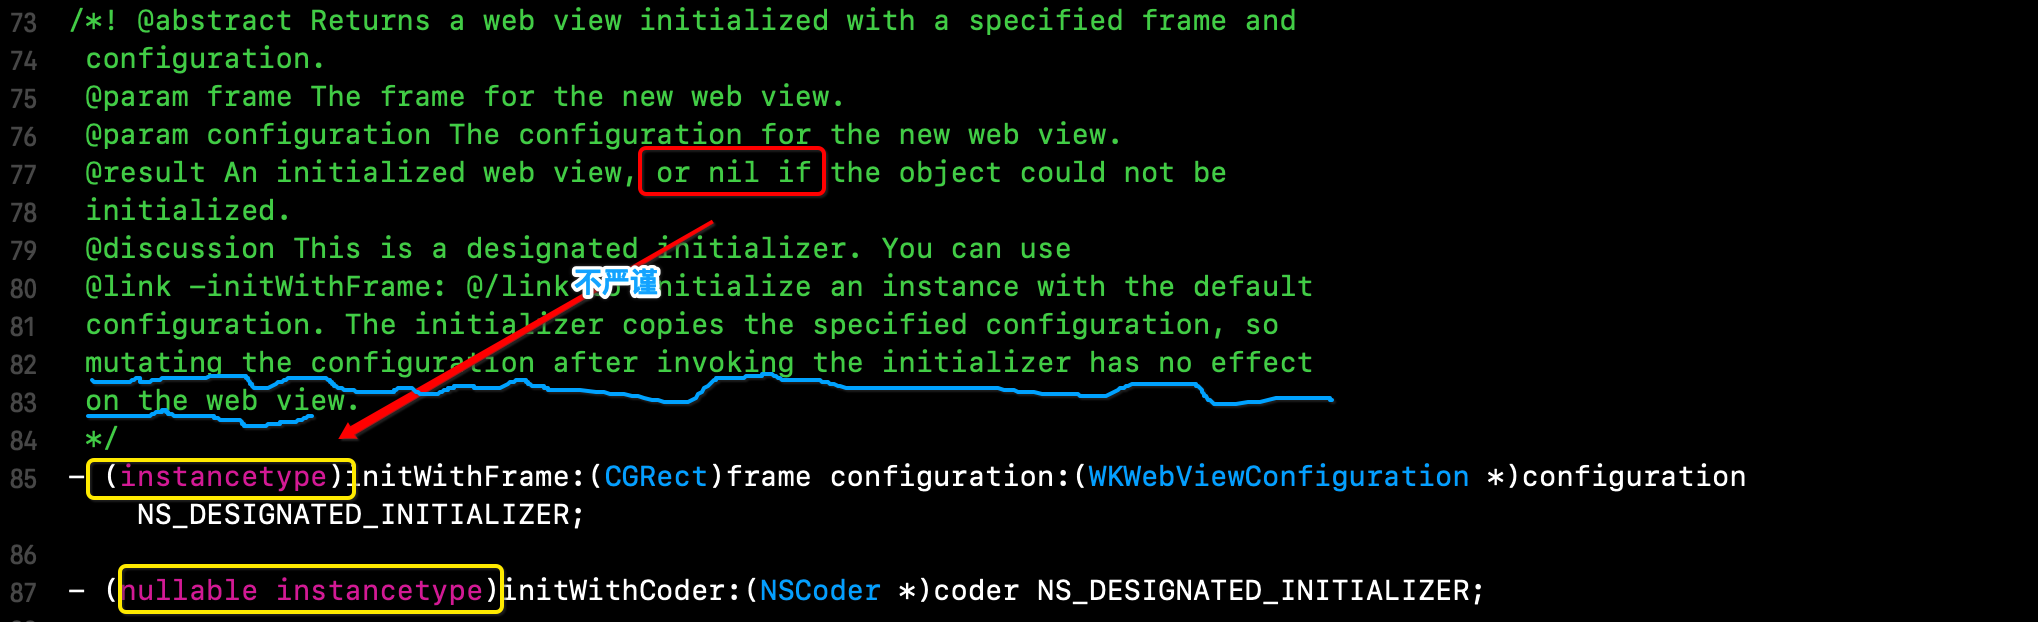 73 /*! @abstract Returns a web view initialized with a specified frame and
74 configuration.
75 @param frame The frame for the new web view.
76 @param configuration The configuration for the new web view.
77 @result An initialized web view, or nil if the object could not be
78 initialized.
79 @discussion This is a designated initializer. You can use
80 @link -initWithFrame: @/link to initialize an instance with the default
不严谨
81 configuration. The initializer copies the specified configuration, so
82 mutating the configuration after invoking the initializer has no effect
83 on the web view.
84 */
85 - (instancetype)initWithFrame:(CGRect)frame configuration:(WKWebViewConfiguration *)configuration
NS_DESIGNATED_INITIALIZER;
86
87 - (nullable instancetype)initWithCoder:(NSCoder *)coder NS_DESIGNATED_INITIALIZER;